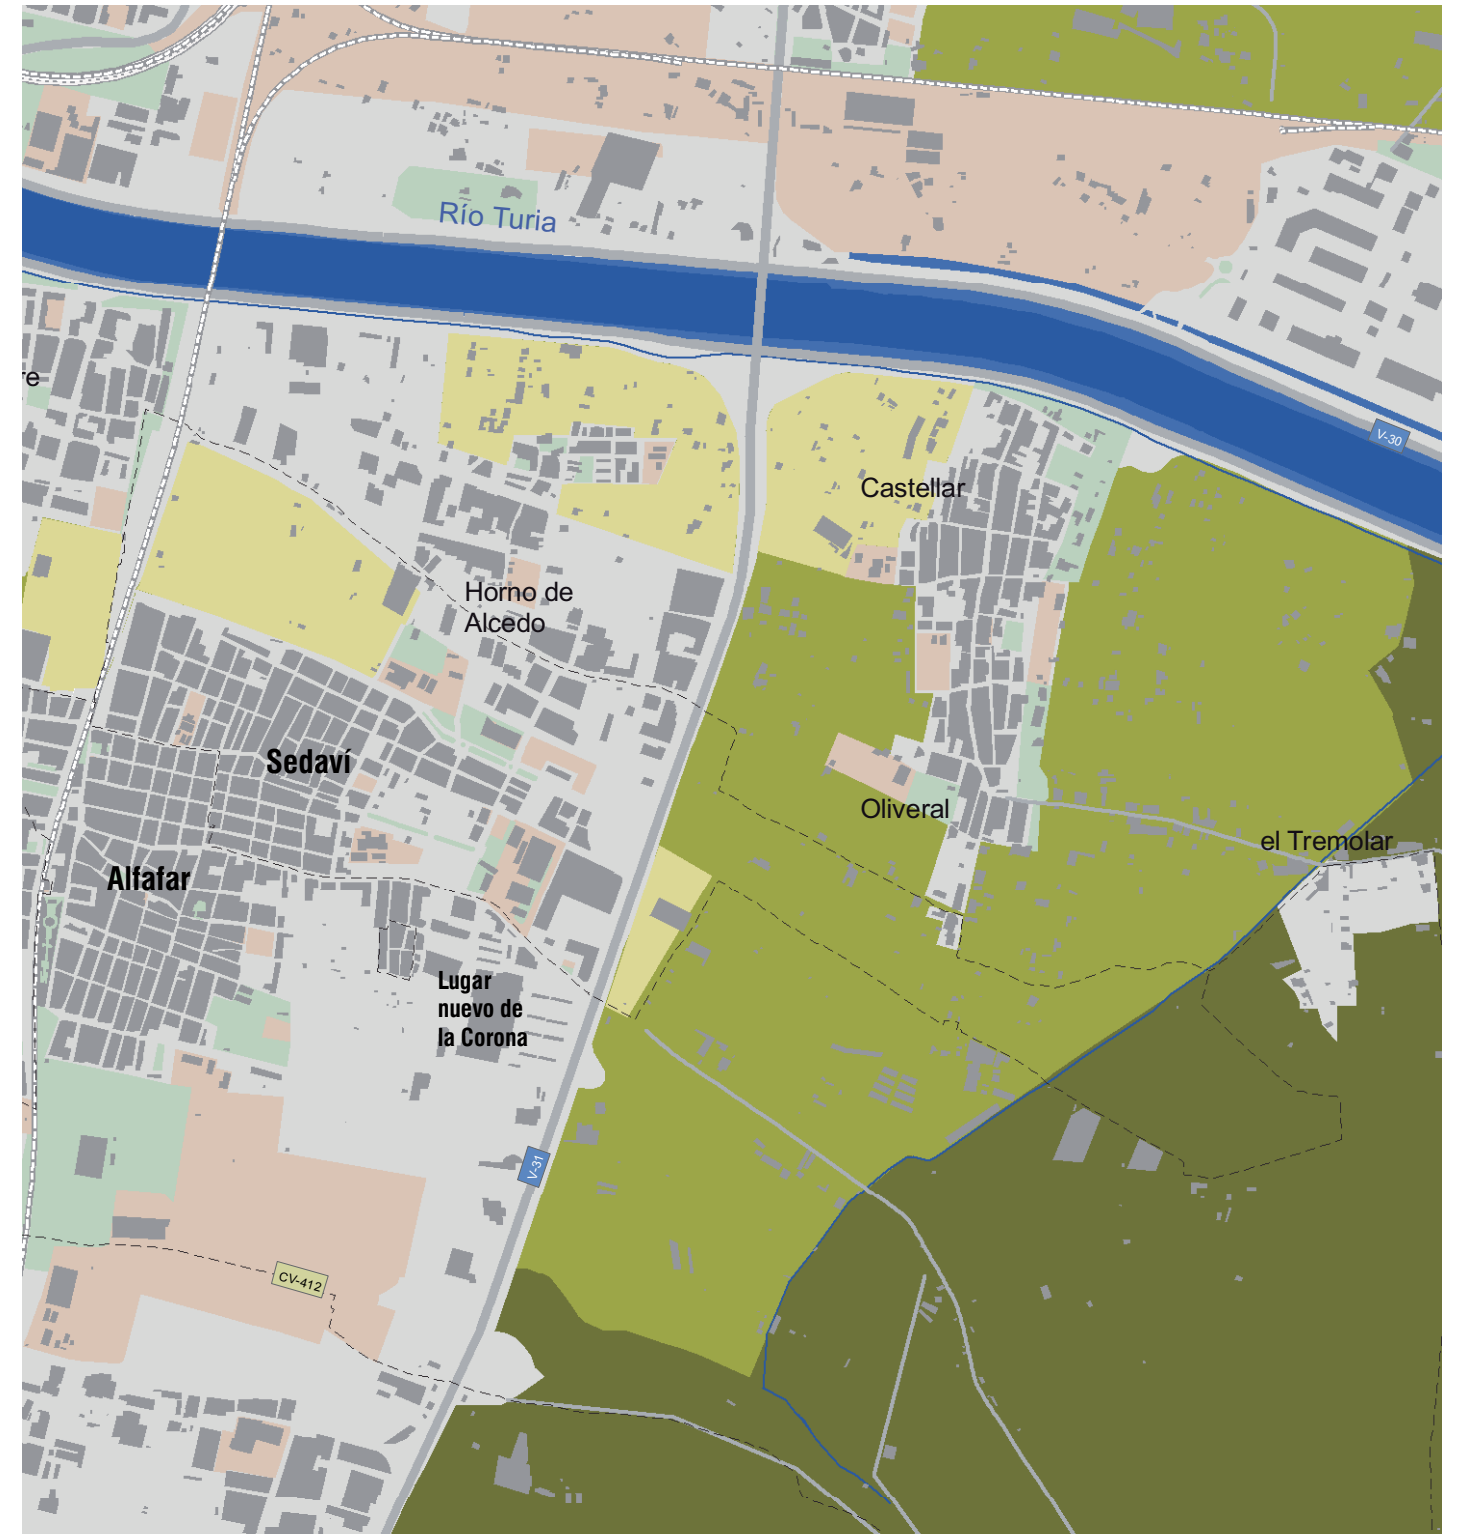 Río Turia
re
V-30
Castellar
Horno de
Alcedo
Sedaví
Oliveral
el Tremolar
Alfafar
Lugar
nuevo de
la Corona
V-31
CV-412